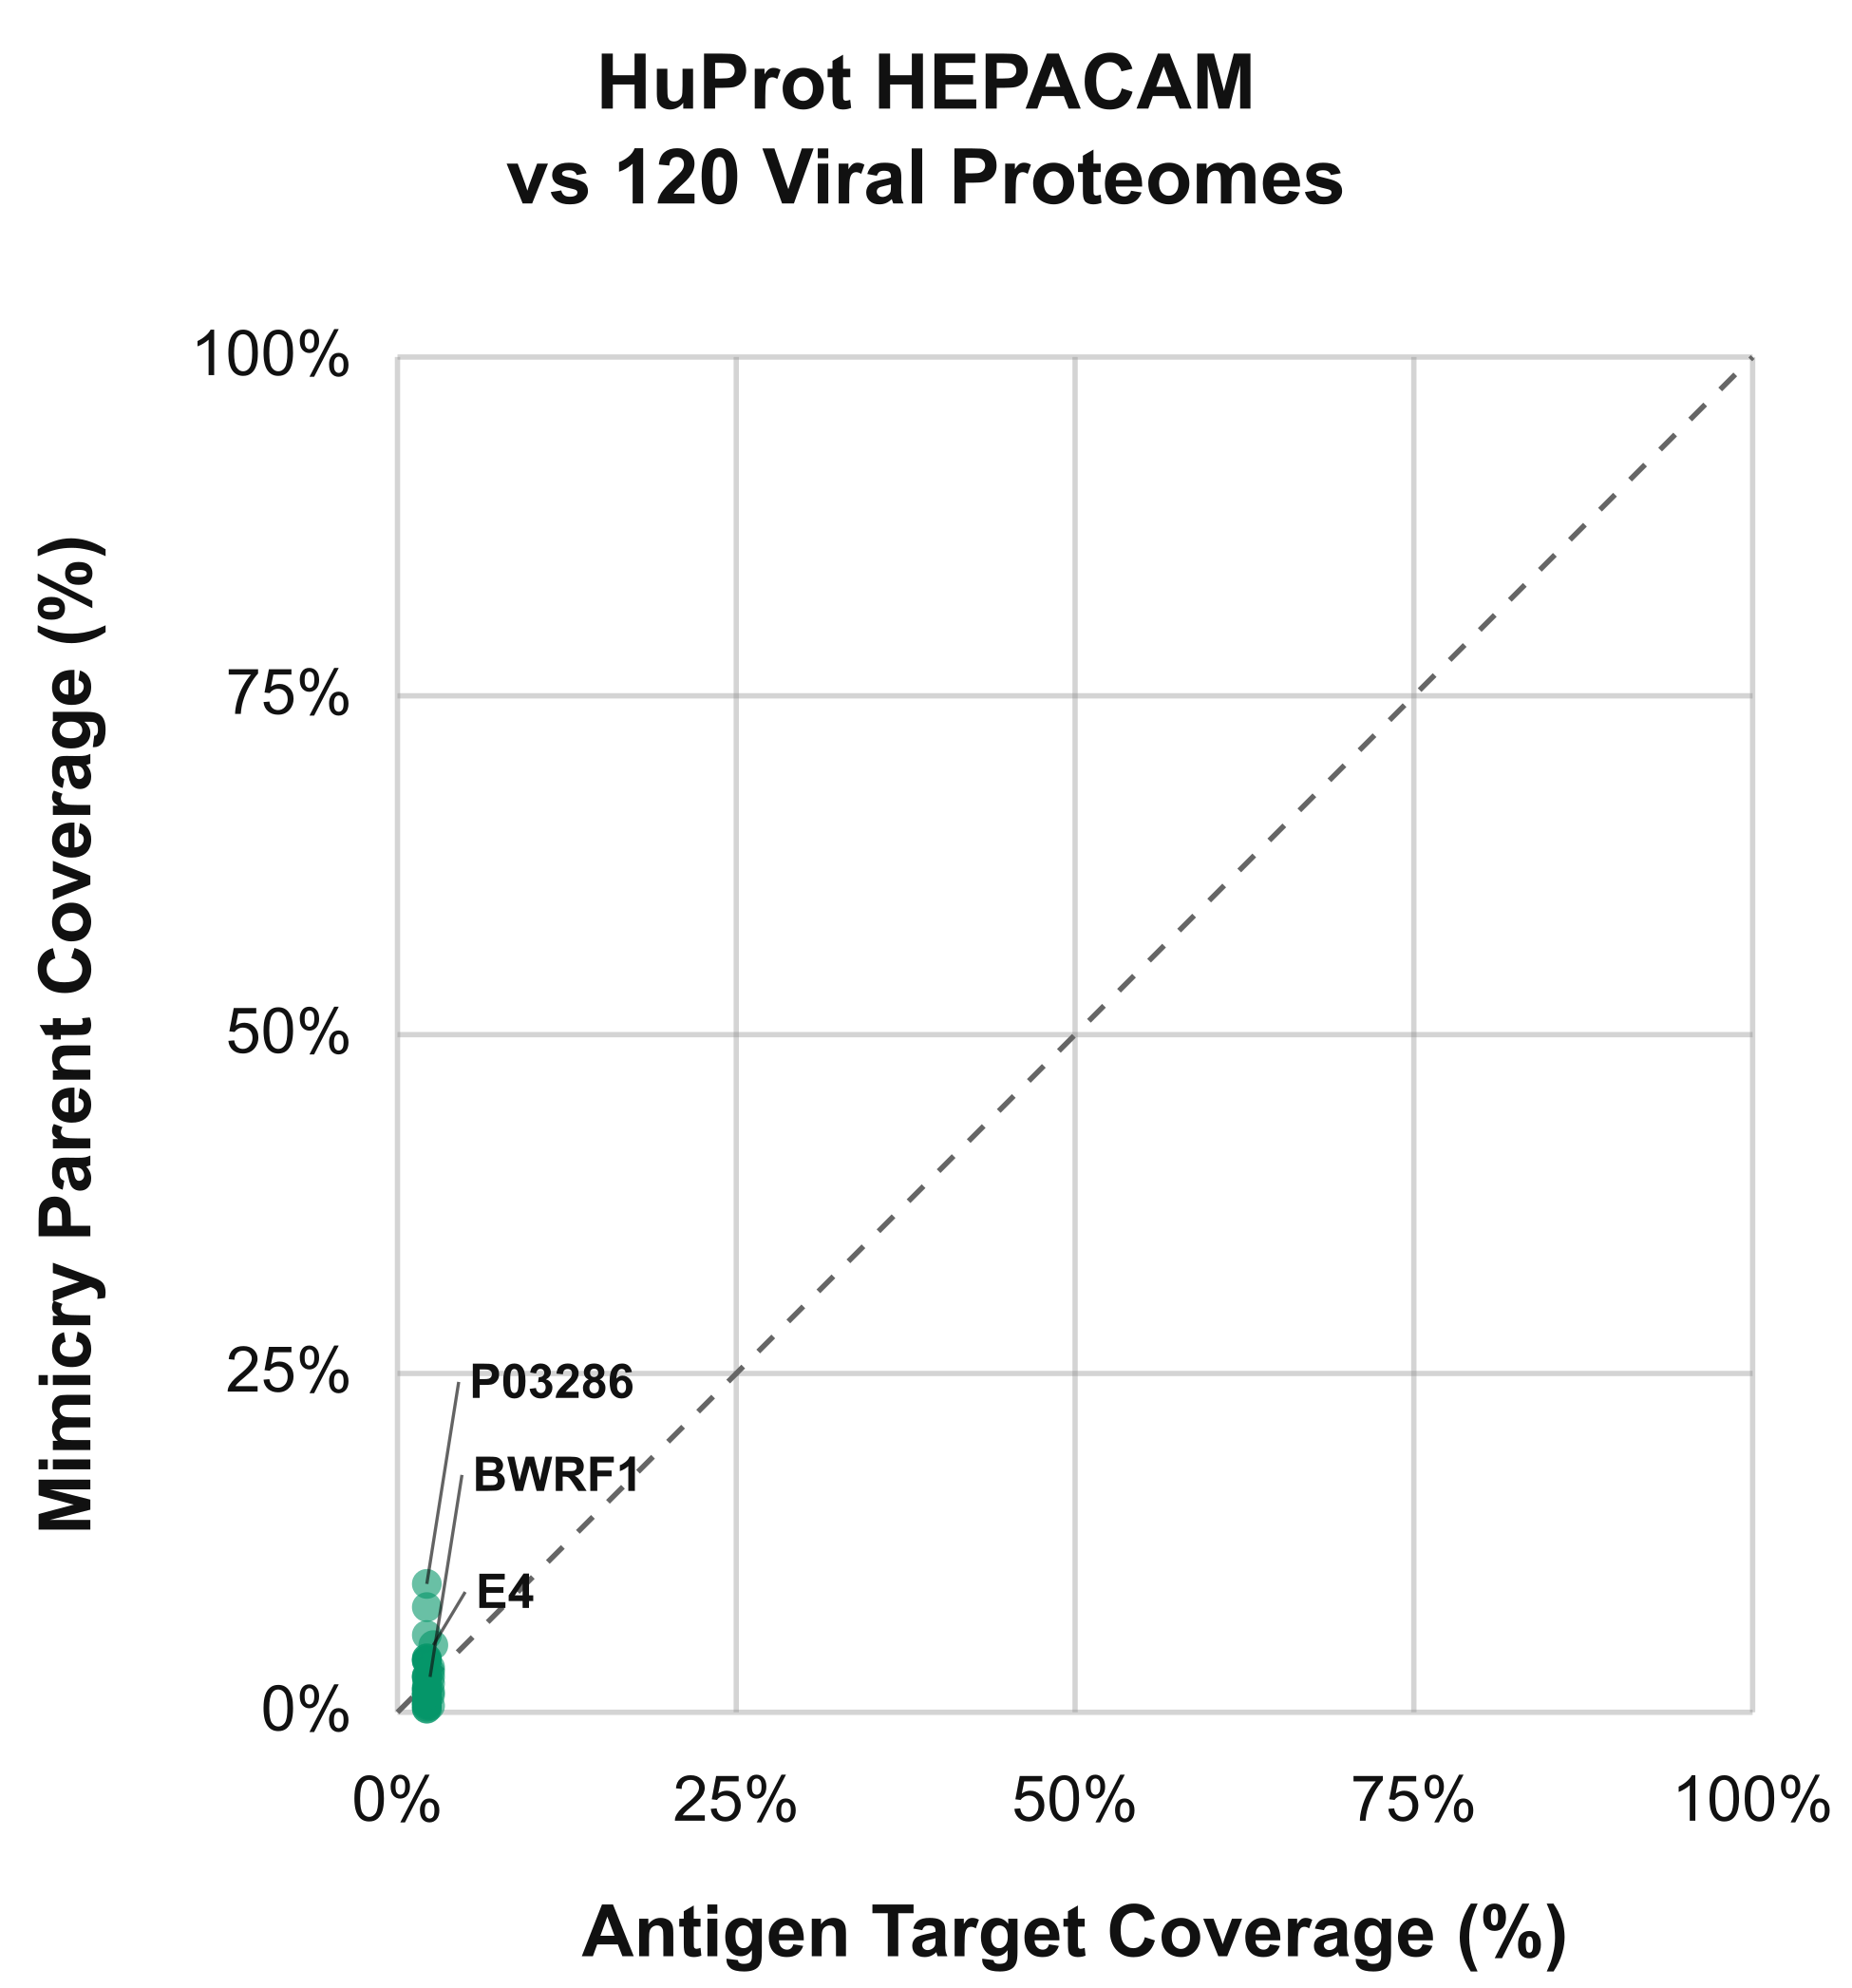 HuProt HEPACAM
vs 120 Viral Proteomes
Mimicry Parent Coverage (%)
100%
75%
50%
25%
0%
P03286
BWRF1
E4
0%
25%
50%
75%
100%
Antigen Target Coverage (%)